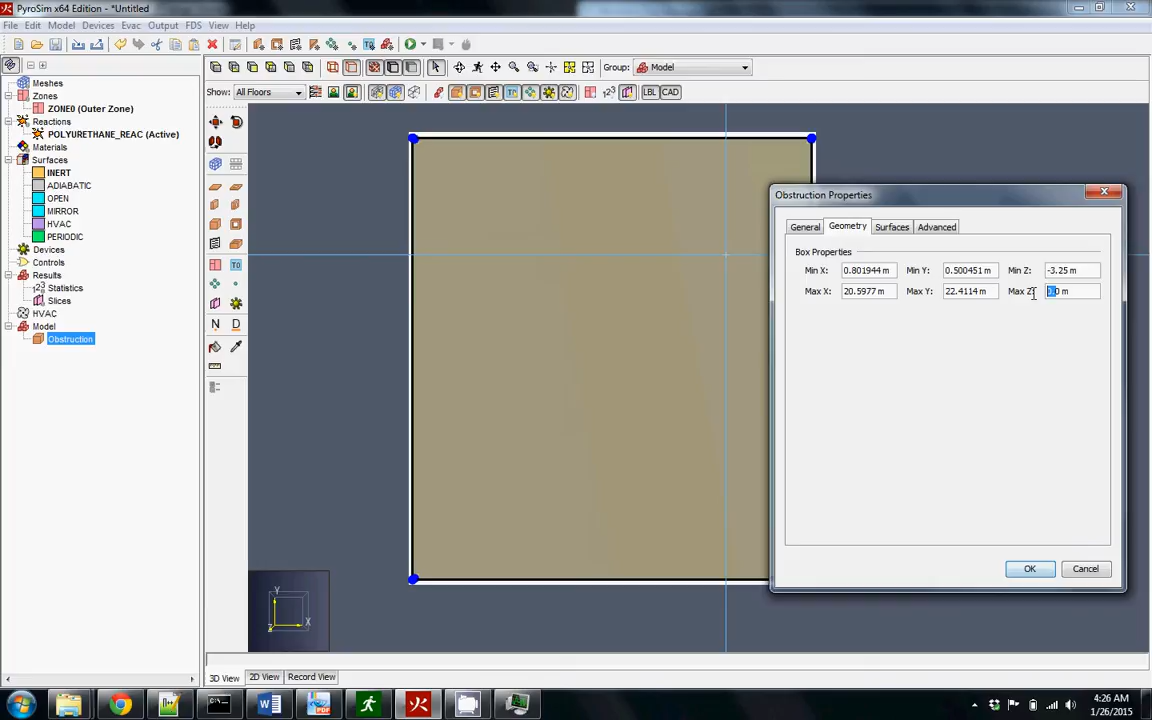 PyroSim x64 Edition - *Untitled
File Edit Model Devices Evac Output FDS View Help
Group: Model
Show: All Floors
LBL CAD
Meshes
Zones
ZONE0 (Outer Zone)
Reactions
POLYURETHANE_REAC (Active)
Materials
Surfaces
INERT
ADIABATIC
OPEN
MIRROR
HVAC
PERIODIC
Devices
Controls
Results
Statistics
Slices
HVAC
Model
Obstruction
N D
Obstruction Properties
General Geometry Surfaces Advanced
Box Properties
Min X: 0.801944 m Min Y: 0.500451 m Min Z: -3.25 m
Max X: 20.5977 m Max Y: 22.4114 m Max Z:
OK Cancel
Y
X
Z
3D View 2D View Record View
4:26 AM
1/26/2015